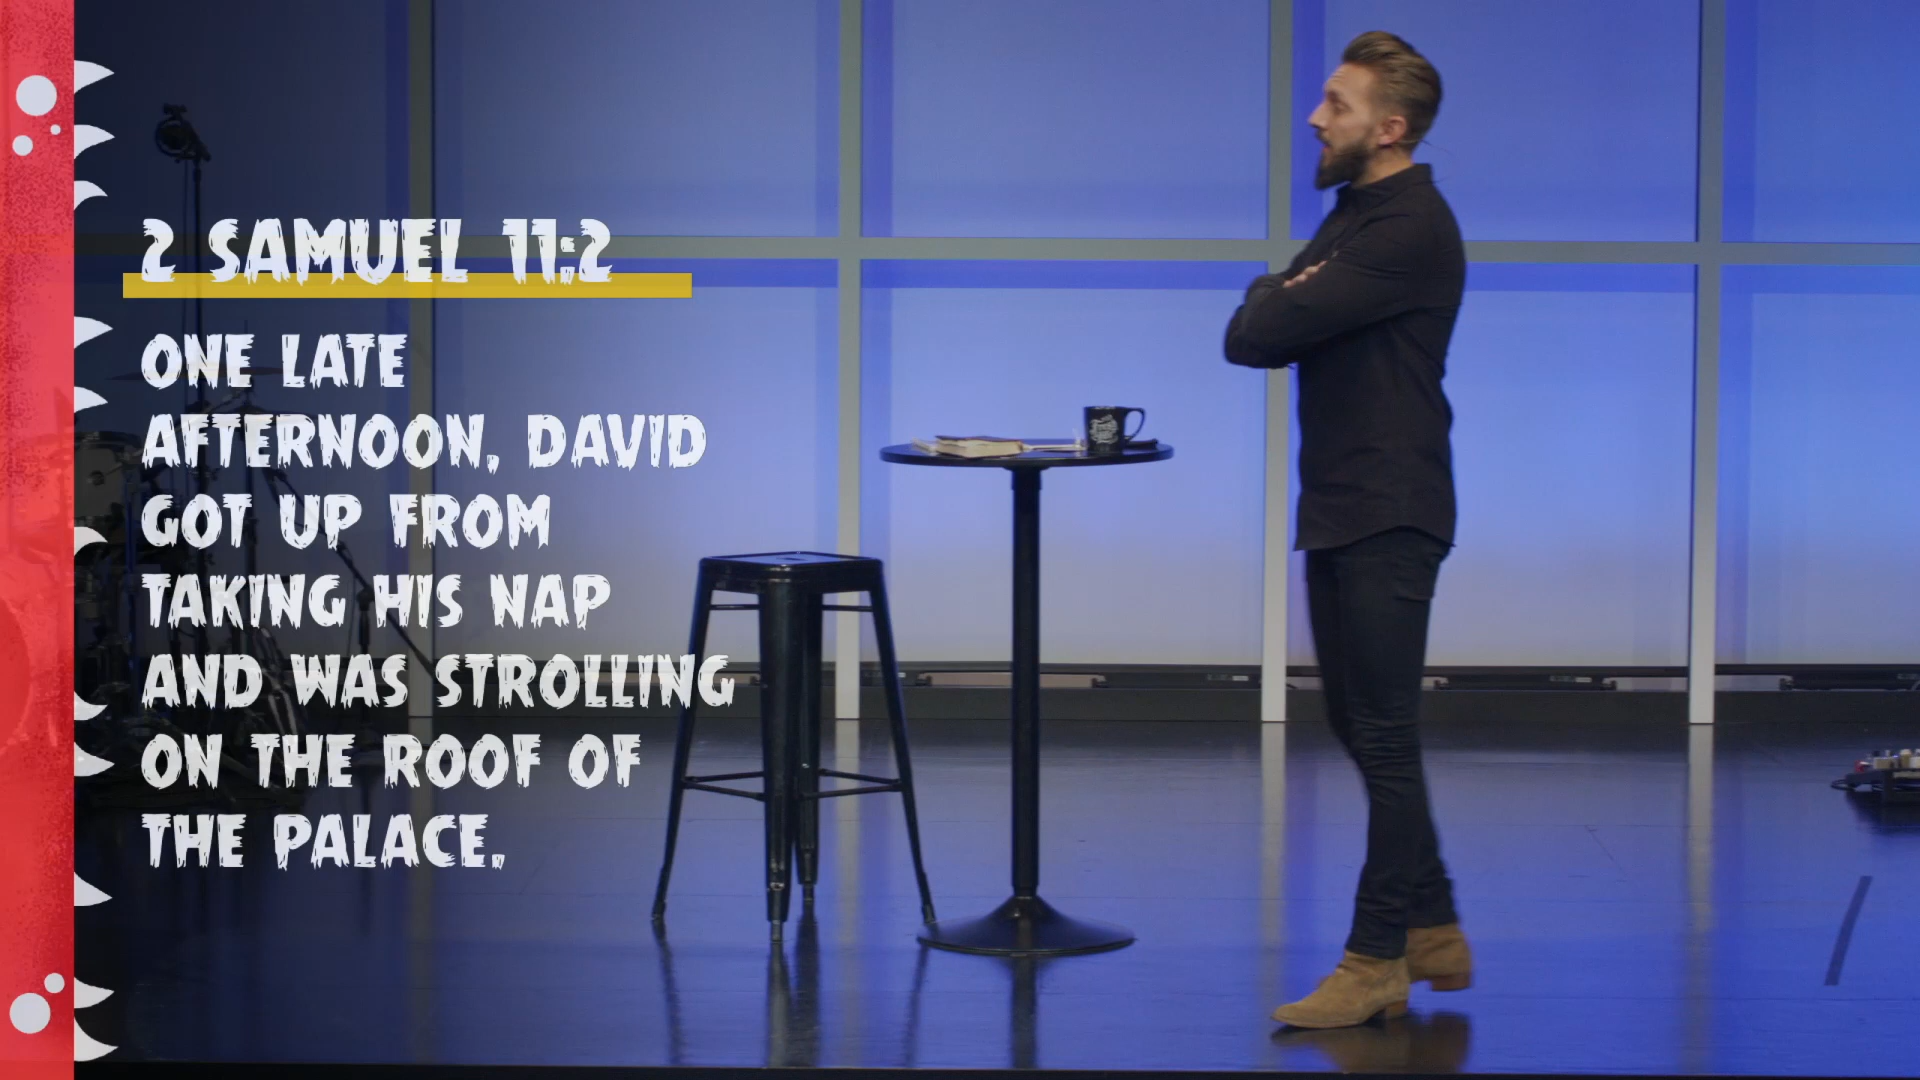 2 SAMUEL 11:2
ONE LATE
AFTERNOON, DAVID
GOT UP FROM
TAKING HIS NAP
AND WAS STROLLING
ON THE ROOF OF
THE PALACE.